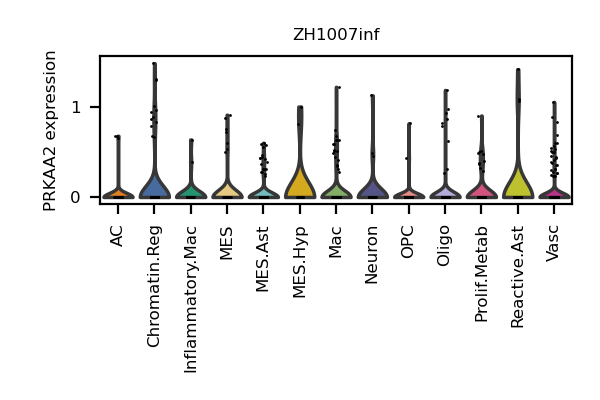 ZH1007inf
PRKAA2 expression
1
0
AC
Chromatin.Reg
Inflammatory.Mac
MES
MES.Ast
MES.Hyp
Mac
Neuron
OPC
Oligo
Prolif.Metab
Reactive.Ast
Vasc